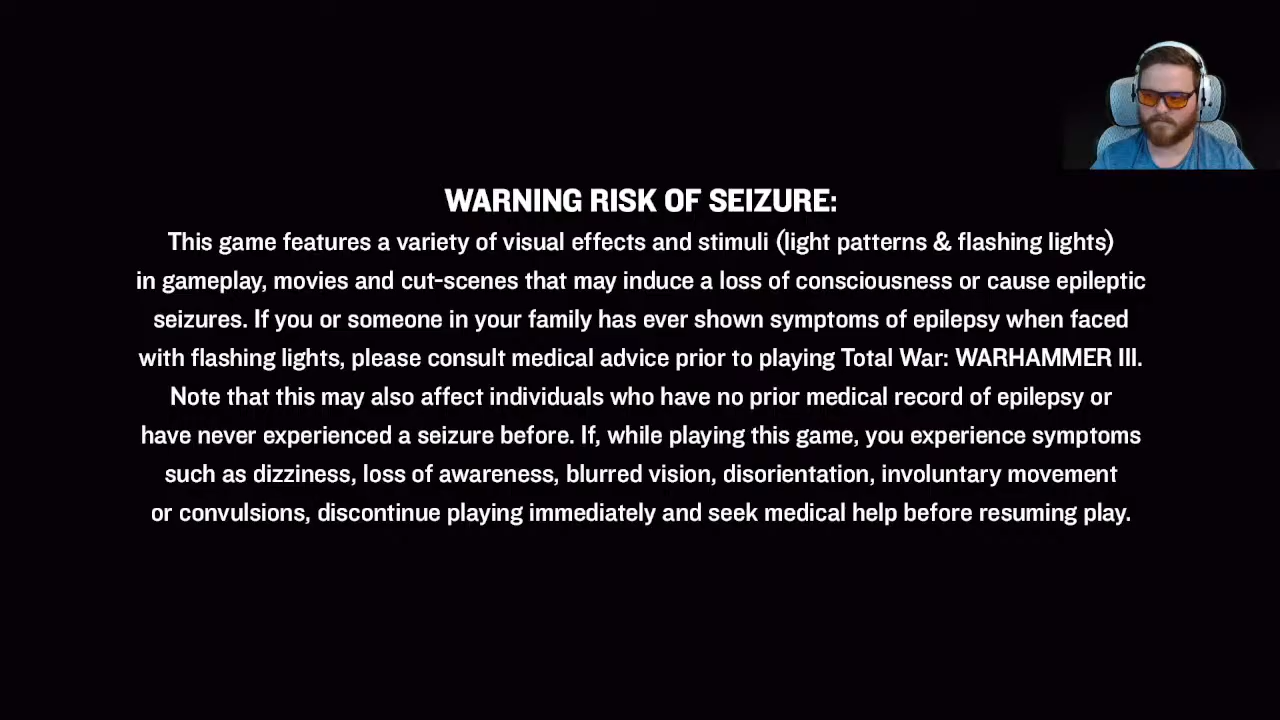 WARNING RISK OF SEIZURE:
This game features a variety of visual effects and stimuli (light patterns & flashing lights)
in gameplay, movies and cut-scenes that may induce a loss of consciousness or cause epileptic
seizures. If you or someone in your family has ever shown symptoms of epilepsy when faced
with flashing lights, please consult medical advice prior to playing Total War: WARHAMMER III.
Note that this may also affect individuals who have no prior medical record of epilepsy or
have never experienced a seizure before. If, while playing this game, you experience symptoms
such as dizziness, loss of awareness, blurred vision, disorientation, involuntary movement
or convulsions, discontinue playing immediately and seek medical help before resuming play.